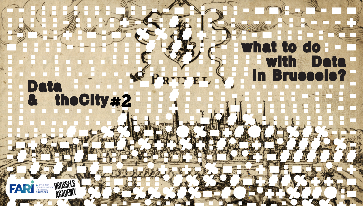 what to do
with Data
in Brussels?
Data
& theCity#2
FARI